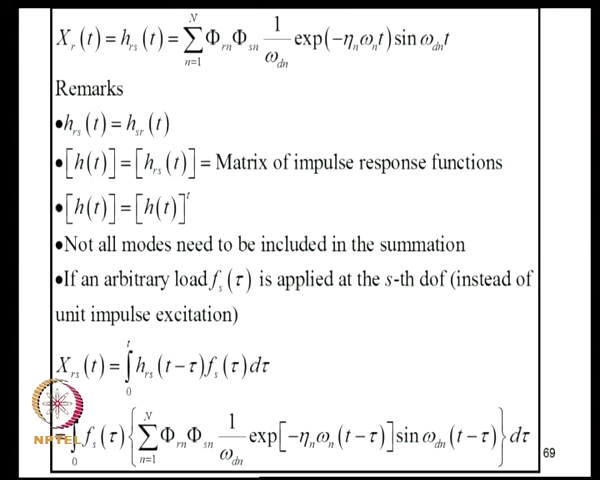 X_r(t) = h_rs(t) = ∑_{n=1}^{N} Φ_rn Φ_sn (1/ω_dn) exp(−η_n ω_n t) sin ω_dn t
Remarks
•h_rs(t) = h_sr(t)
•[h(t)] = [h_rs(t)] = Matrix of impulse response functions
•[h(t)] = [h(t)]^t
•Not all modes need to be included in the summation
•If an arbitrary load f_s(τ) is applied at the s-th dof (instead of
unit impulse excitation)
X_rs(t) = ∫_0^t h_rs(t−τ) f_s(τ) dτ
∫_0 f_s(τ) {∑_{n=1}^{N} Φ_rn Φ_sn (1/ω_dn) exp[−η_n ω_n (t−τ)] sin ω_dn (t−τ)} dτ
NPTEL
69